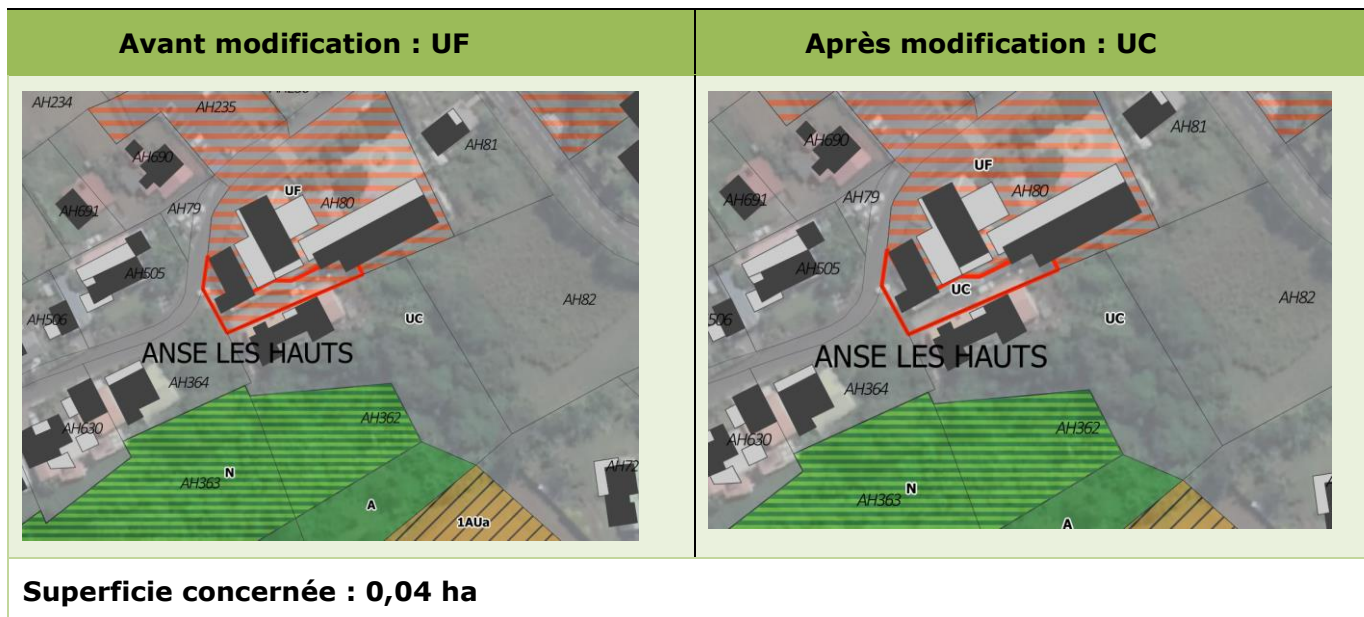 Avant modification : UF
Après modification : UC
AH234
AH235
AH81
AH690
UF
AH80
AH691
AH79
AH505
AH82
UC
AH506
ANSE LES HAUTS
AH364
AH362
AH630
N
AH363
AH72
A
1AUa
AH81
AH690
UF
AH80
AH691
AH79
AH505
UC
AH82
506
UC
ANSE LES HAUTS
AH364
AH362
AH630
N
AH363
A
Superficie concernée : 0,04 ha